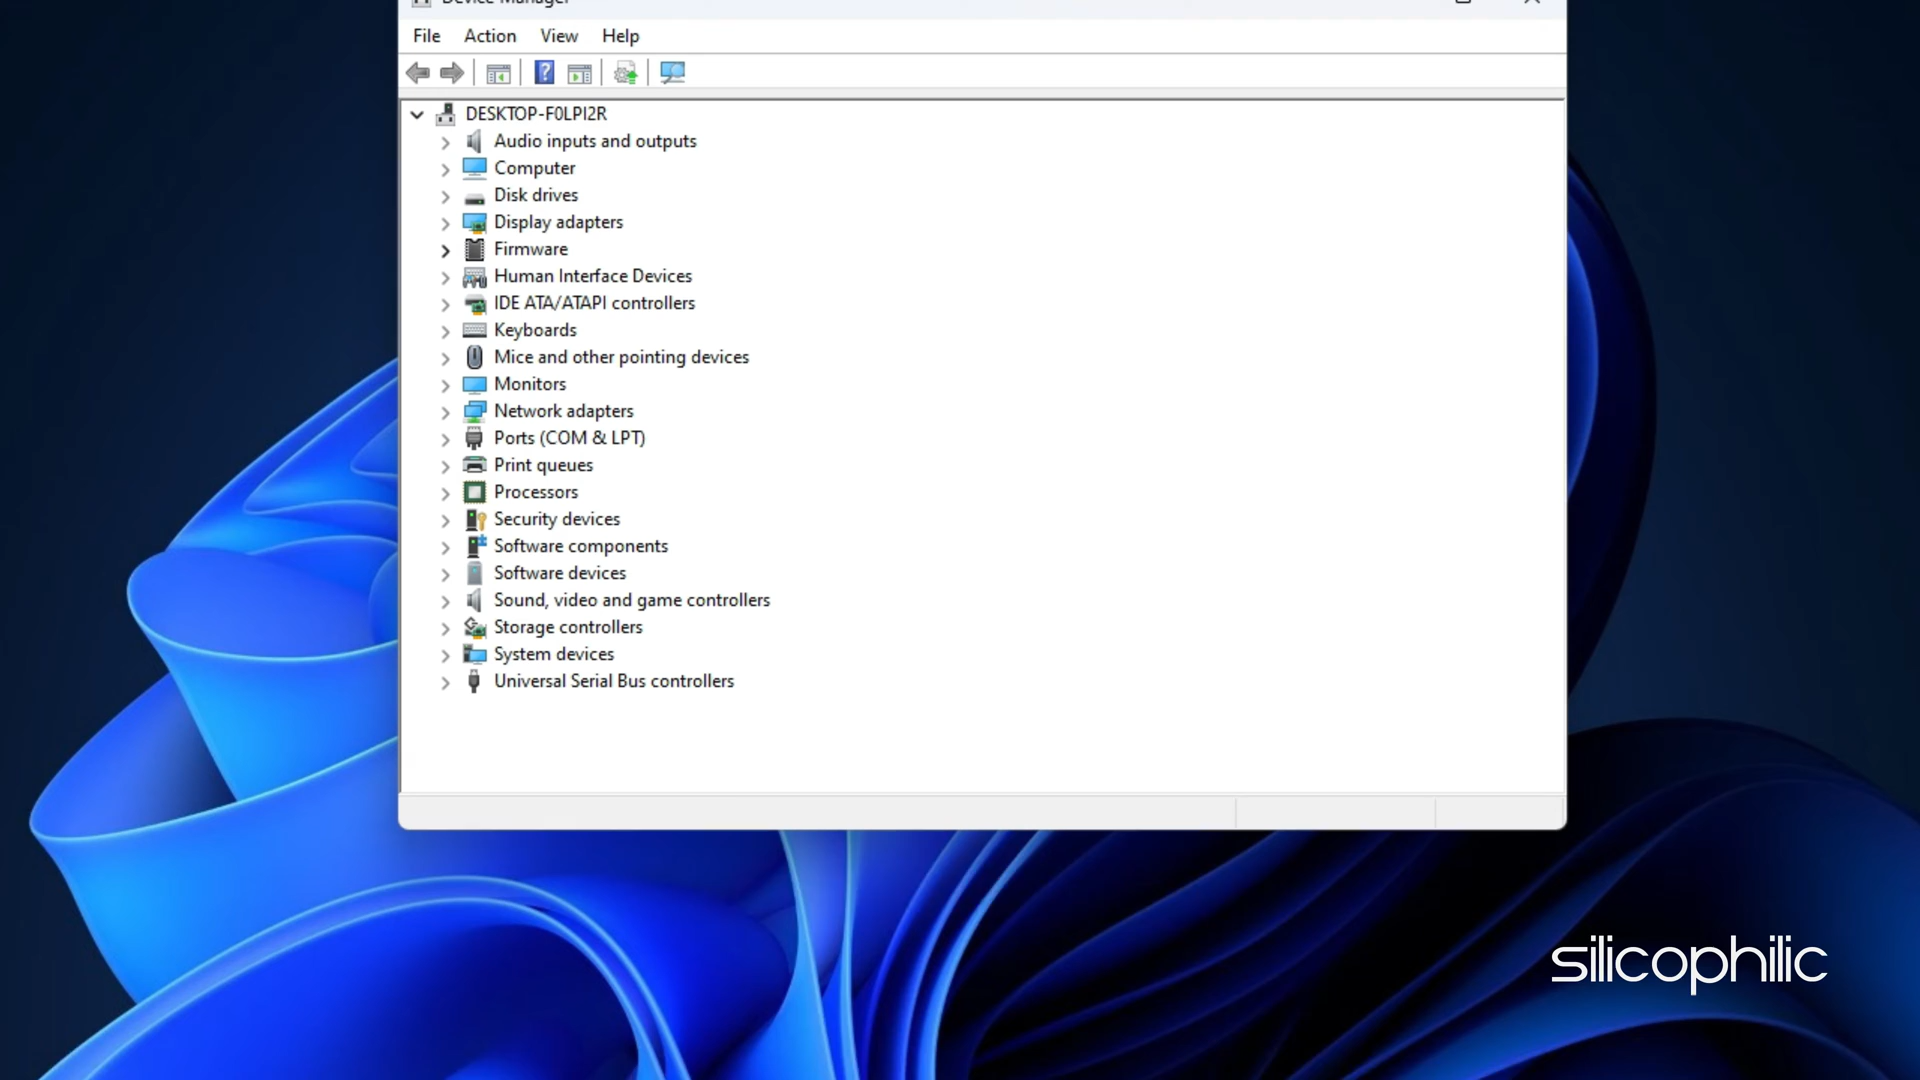 Device Manager
File Action View Help
DESKTOP-F0LPI2R
Audio inputs and outputs
Computer
Disk drives
Display adapters
Firmware
Human Interface Devices
IDE ATA/ATAPI controllers
Keyboards
Mice and other pointing devices
Monitors
Network adapters
Ports (COM & LPT)
Print queues
Processors
Security devices
Software components
Software devices
Sound, video and game controllers
Storage controllers
System devices
Universal Serial Bus controllers
silicophilic